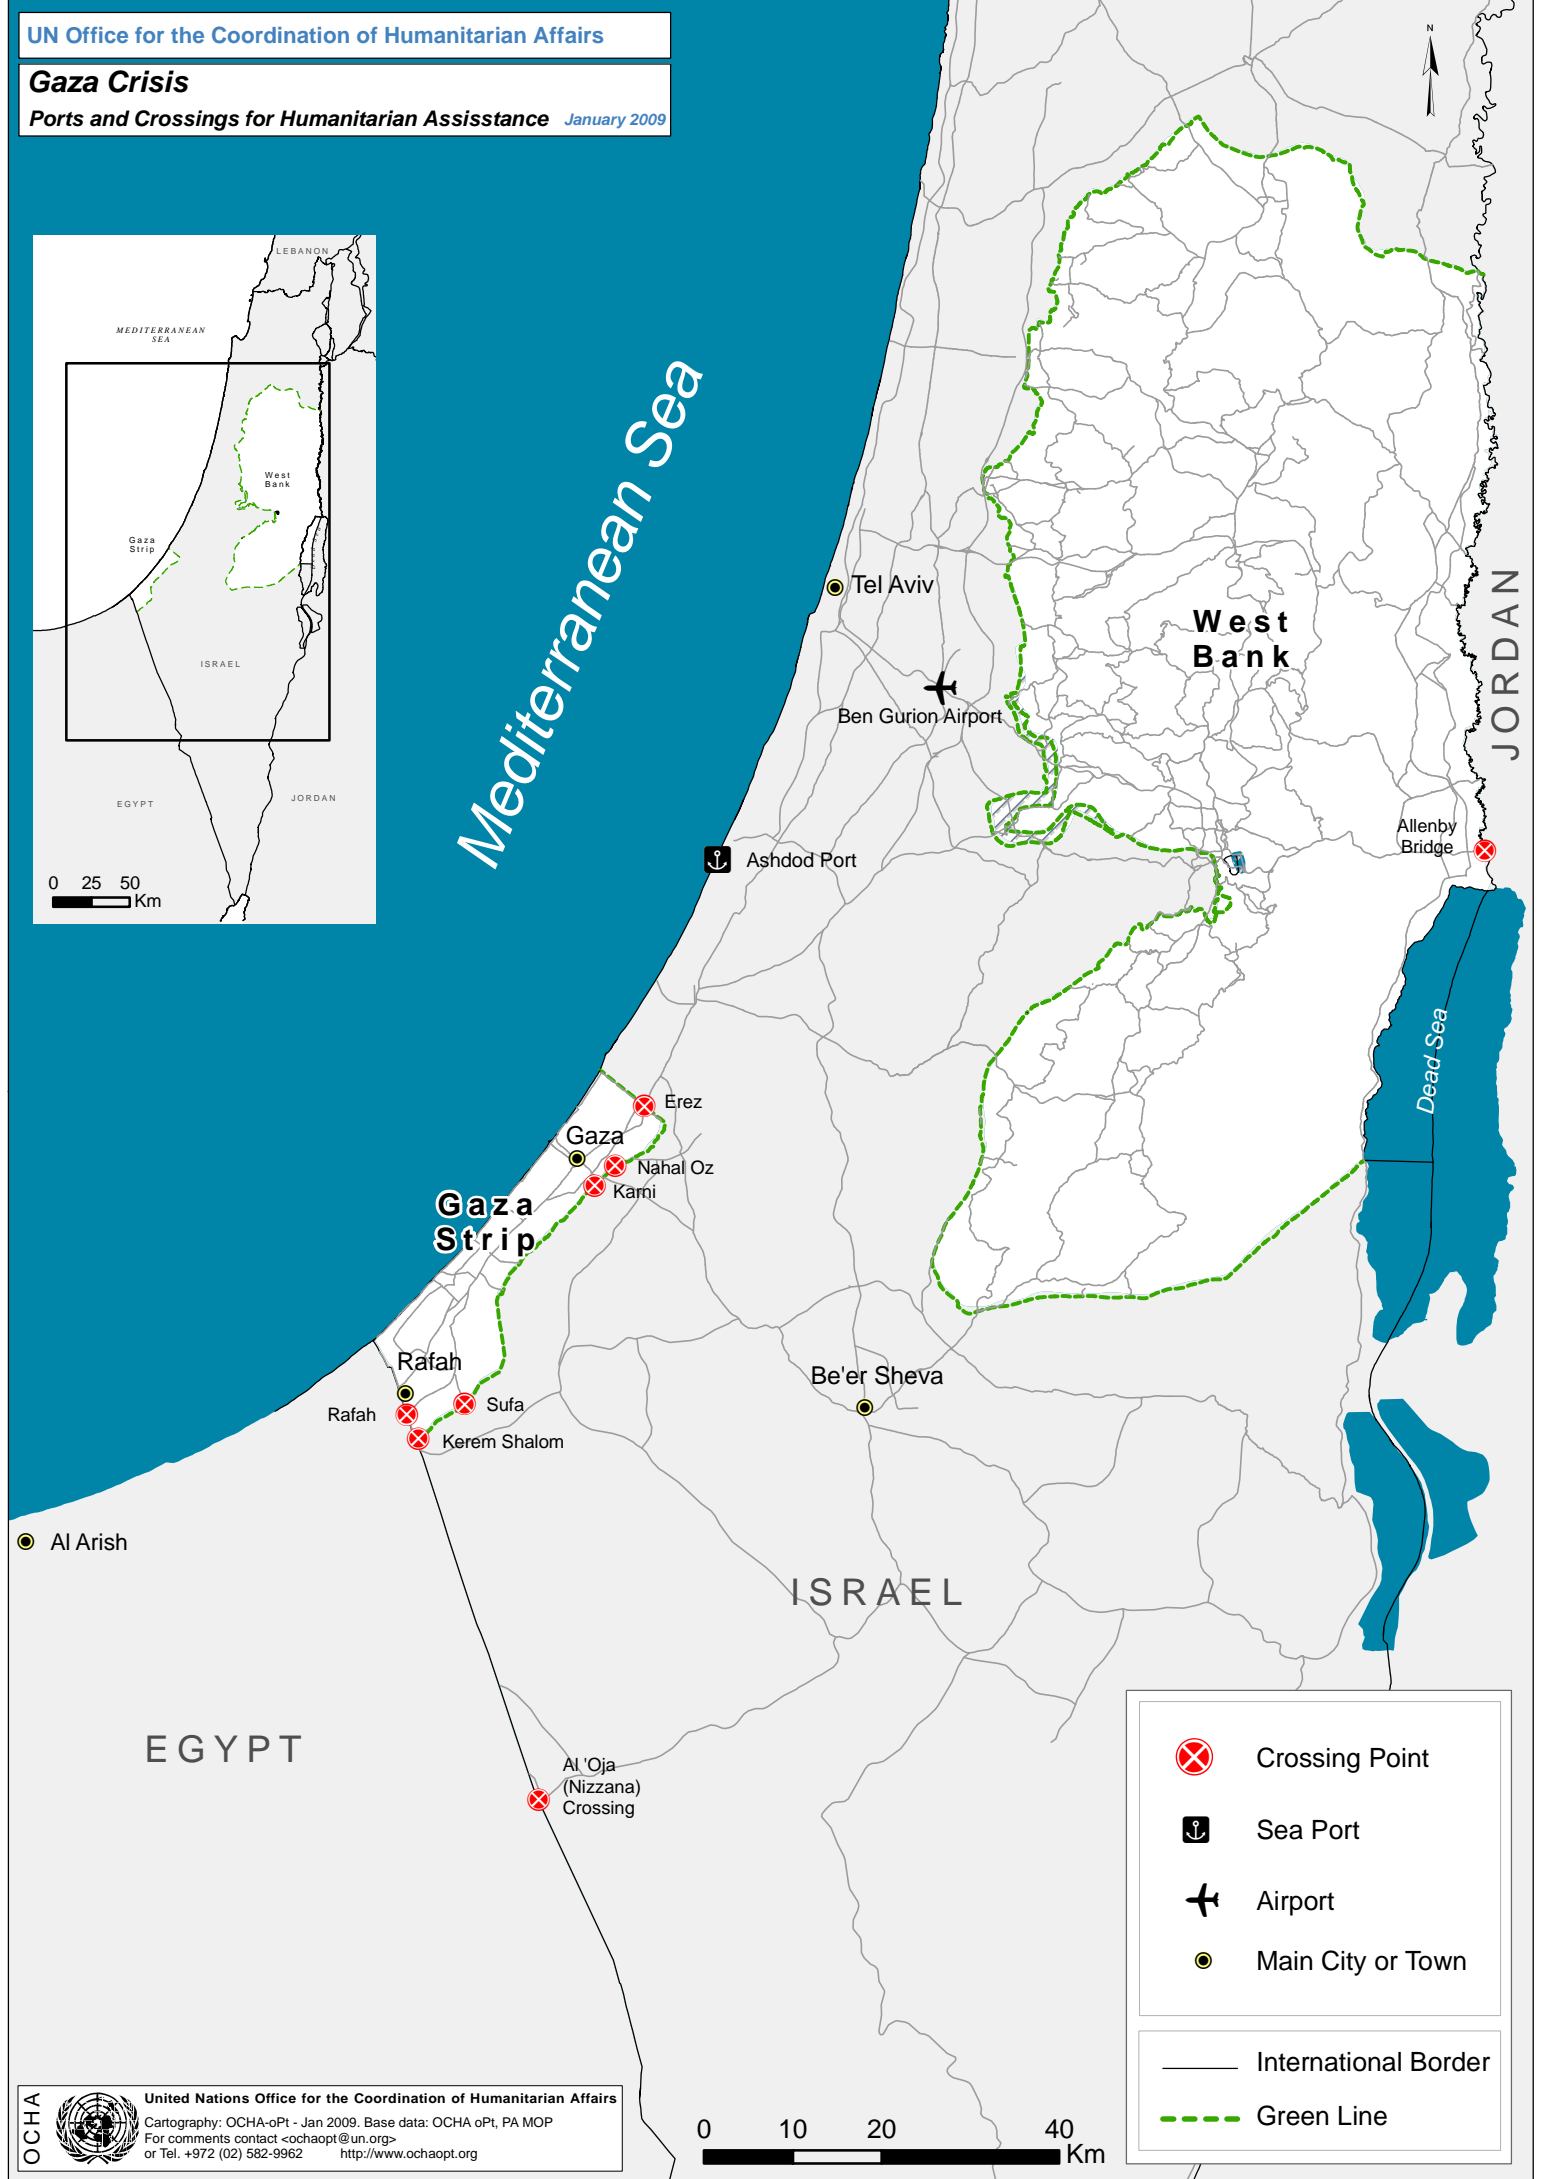 UN Office for the Coordination of Humanitarian Affairs
Gaza Crisis
Ports and Crossings for Humanitarian Assisstance January 2009
N
LEBANON
MEDITERRANEAN
SEA
West
Bank
Gaza
Strip
ISRAEL
EGYPT
JORDAN
0 25 50
Km
Mediterranean Sea
Tel Aviv
Ben Gurion Airport
West
Bank
JORDAN
Allenby
Bridge
Ashdod Port
Dead Sea
Erez
Gaza
Nahal Oz
Karni
Gaza
Strip
Rafah
Rafah
Sufa
Kerem Shalom
Be'er Sheva
Al Arish
ISRAEL
EGYPT
Al 'Oja
(Nizzana)
Crossing
Crossing Point
Sea Port
Airport
Main City or Town
International Border
Green Line
OCHA
United Nations Office for the Coordination of Humanitarian Affairs
Cartography: OCHA-oPt - Jan 2009. Base data: OCHA oPt, PA MOP
For comments contact <ochaopt@un.org>
or Tel. +972 (02) 582-9962 http://www.ochaopt.org
0 10 20 40
Km